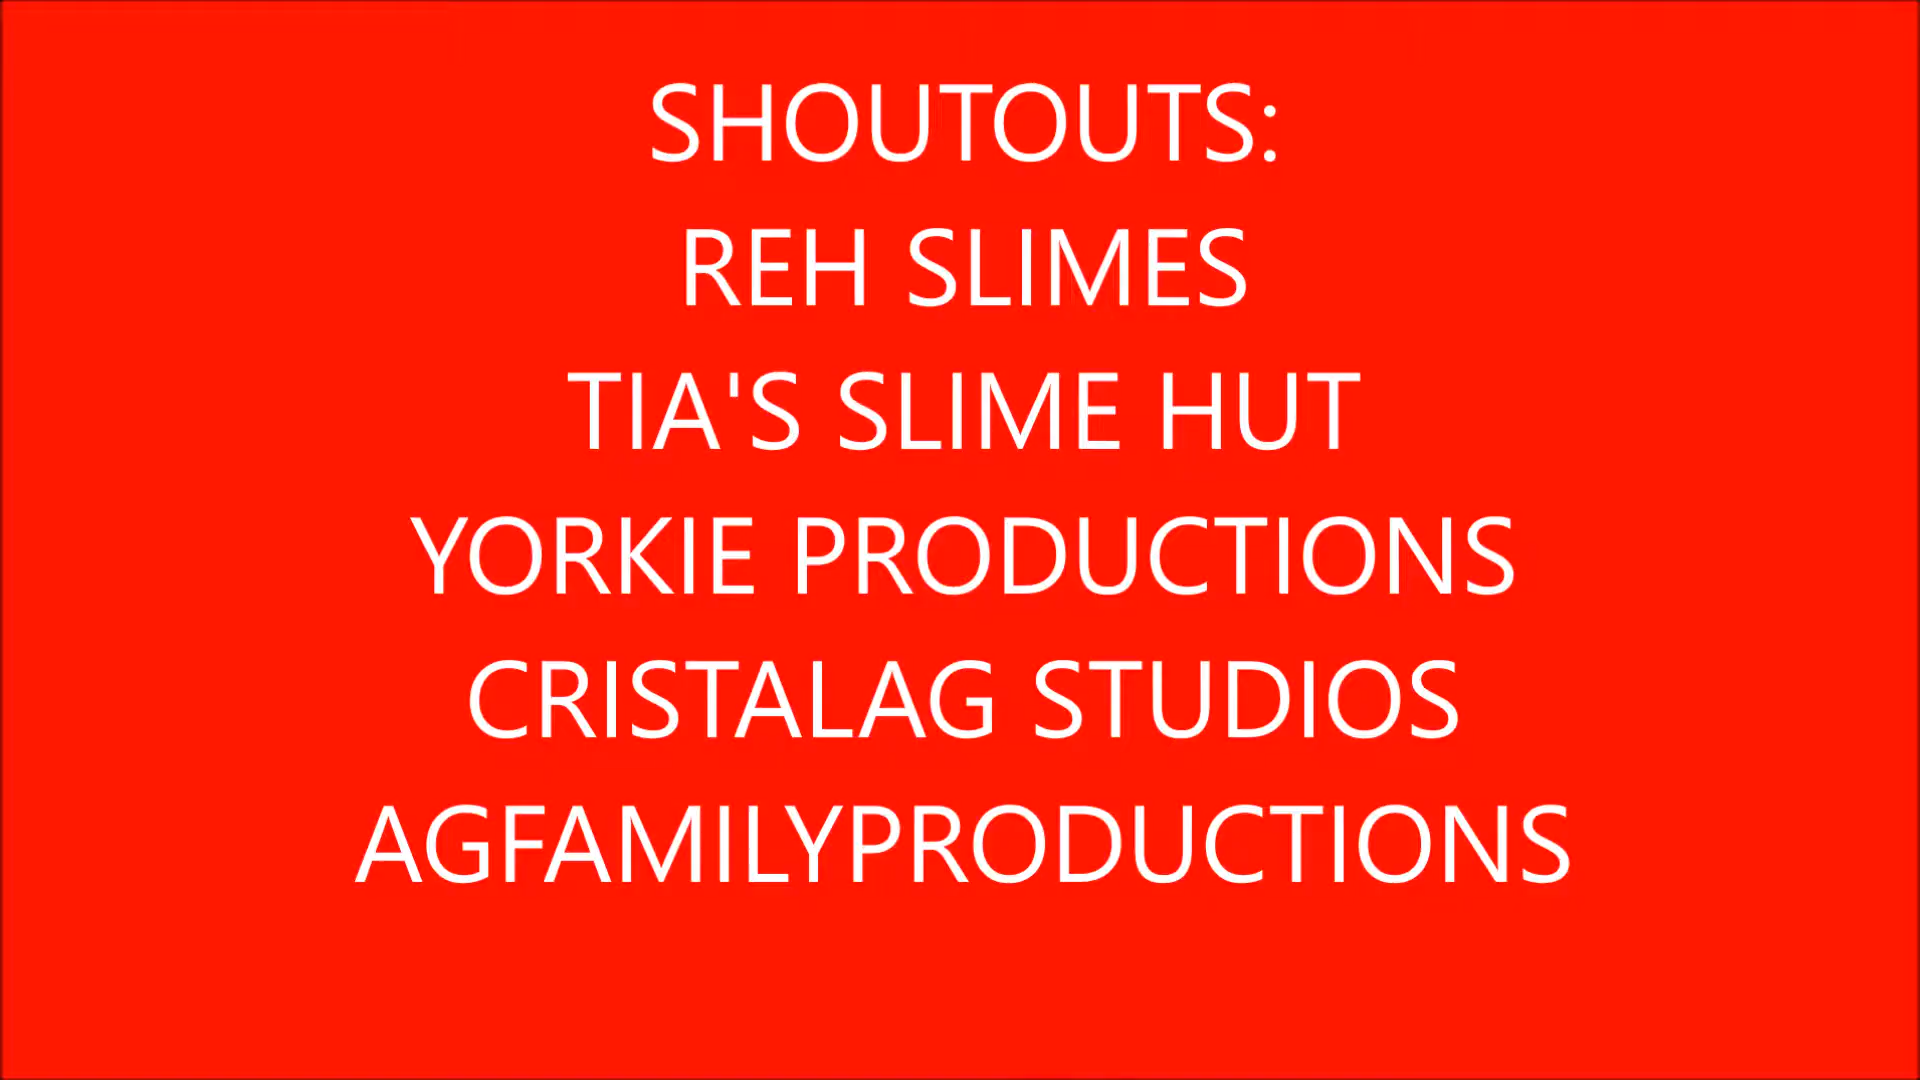 SHOUTOUTS:
REH SLIMES
TIA'S SLIME HUT
YORKIE PRODUCTIONS
CRISTALAG STUDIOS
AGFAMILYPRODUCTIONS